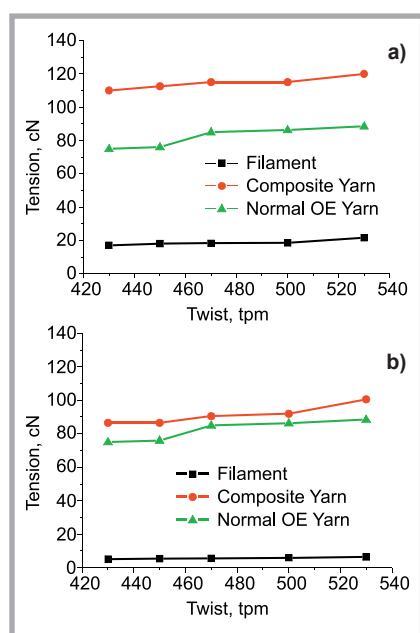 a)
140
120
100
80
60
40
20
0
Tension, cN
Filament
Composite Yarn
Normal OE Yarn
420 440 460 480 500 520 540
Twist, tpm
b)
140
120
100
80
60
40
20
0
Tension, cN
Filament
Composite Yarn
Normal OE Yarn
420 440 460 480 500 520 540
Twist, tpm